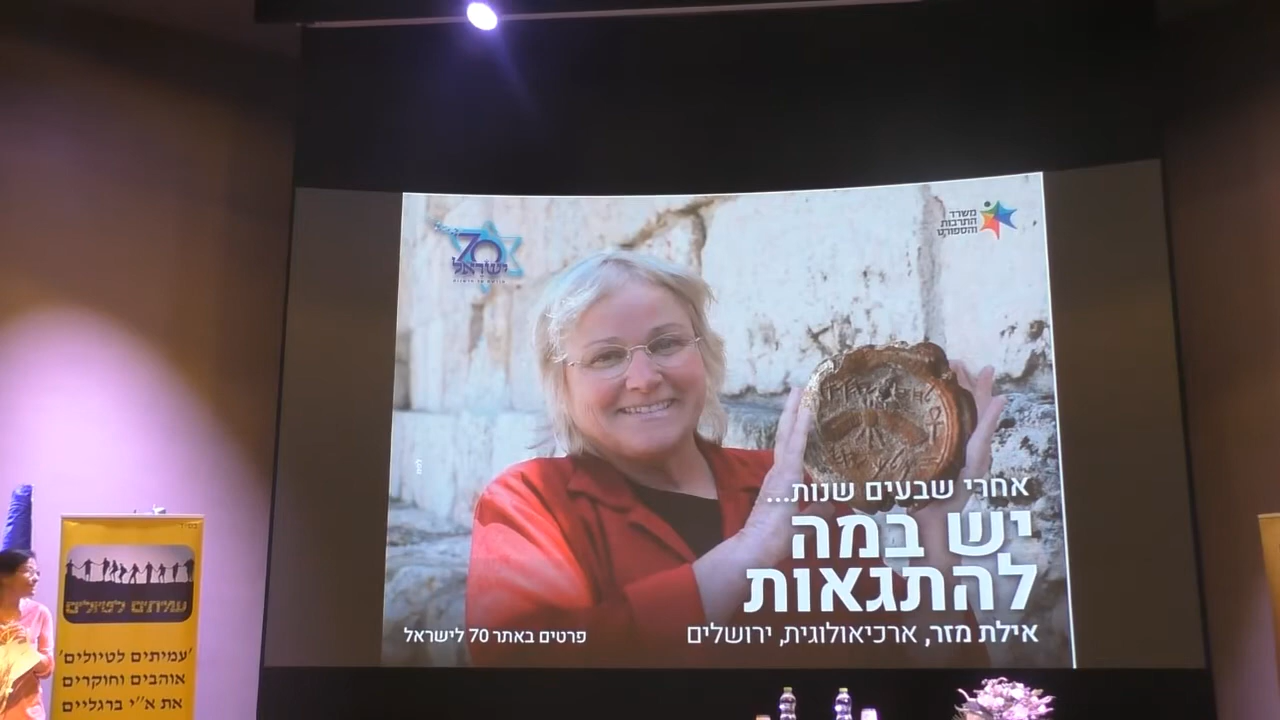 משרד
התרבות
והספורט
70
ישראל
אחרי שבעים שנות...
יש במה
להתגאות
אילת מזר, ארכיאולוגית, ירושלים
פרטים באתר 70 לישראל
עמיתים לטיולים
'עמיתים לטיולים'
אוהבים וחוקרים
את א"י ברגליים